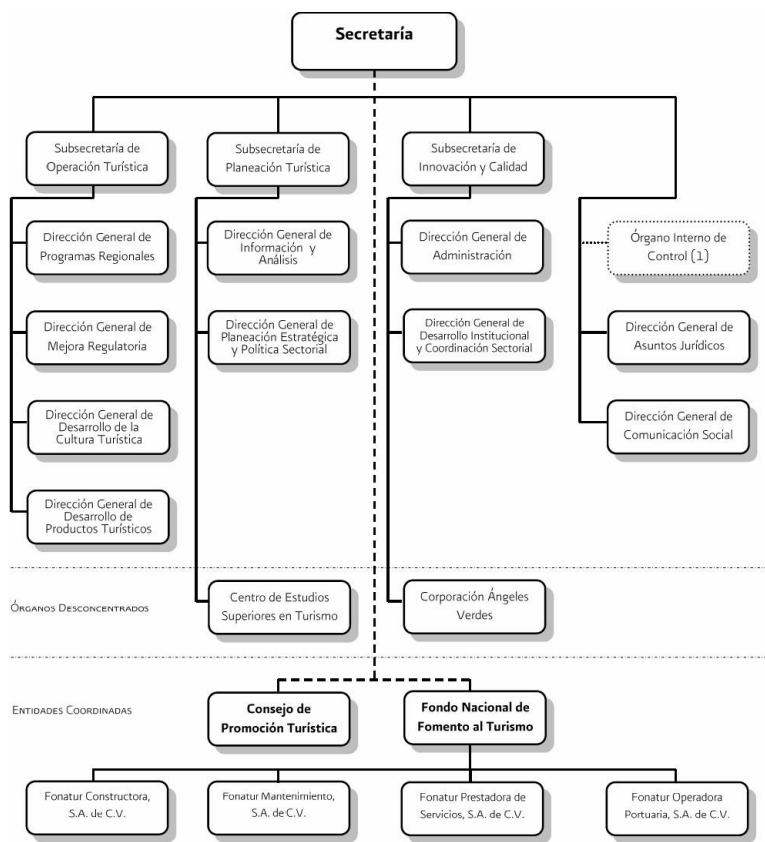 Secretaría
Subsecretaría de
Operación Turística
Subsecretaría de
Planeación Turística
Subsecretaría de
Innovación y Calidad
Dirección General de
Programas Regionales
Dirección General de
Información y
Análisis
Dirección General de
Administración
Órgano Interno de
Control (1)
Dirección General de
Mejora Regulatoria
Dirección General de
Planeación Estratégica
y Política Sectorial
Dirección General de
Desarrollo Institucional
y Coordinación Sectorial
Dirección General de
Asuntos Jurídicos
Dirección General de
Desarrollo de la
Cultura Turística
Dirección General de
Comunicación Social
Dirección General de
Desarrollo de
Productos Turísticos
Órganos Desconcentrados
Centro de Estudios
Superiores en Turismo
Corporación Ángeles
Verdes
Entidades Coordinadas
Consejo de
Promoción Turística
Fondo Nacional de
Fomento al Turismo
Fonatur Constructora,
S.A. de C.V.
Fonatur Mantenimiento,
S.A. de C.V.
Fonatur Prestadora de
Servicios, S.A. de C.V.
Fonatur Operadora
Portuaria, S.A. de C.V.